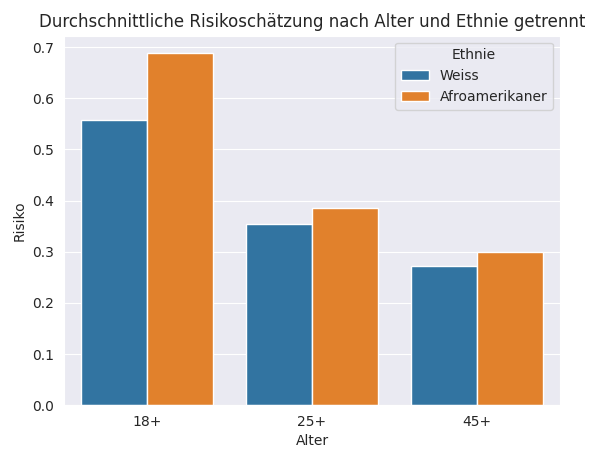 Durchschnittliche Risikoschätzung nach Alter und Ethnie getrennt
Ethnie
Weiss
Afroamerikaner
0.7
0.6
0.5
0.4
0.3
0.2
0.1
0.0
Risiko
18+ 25+ 45+
Alter